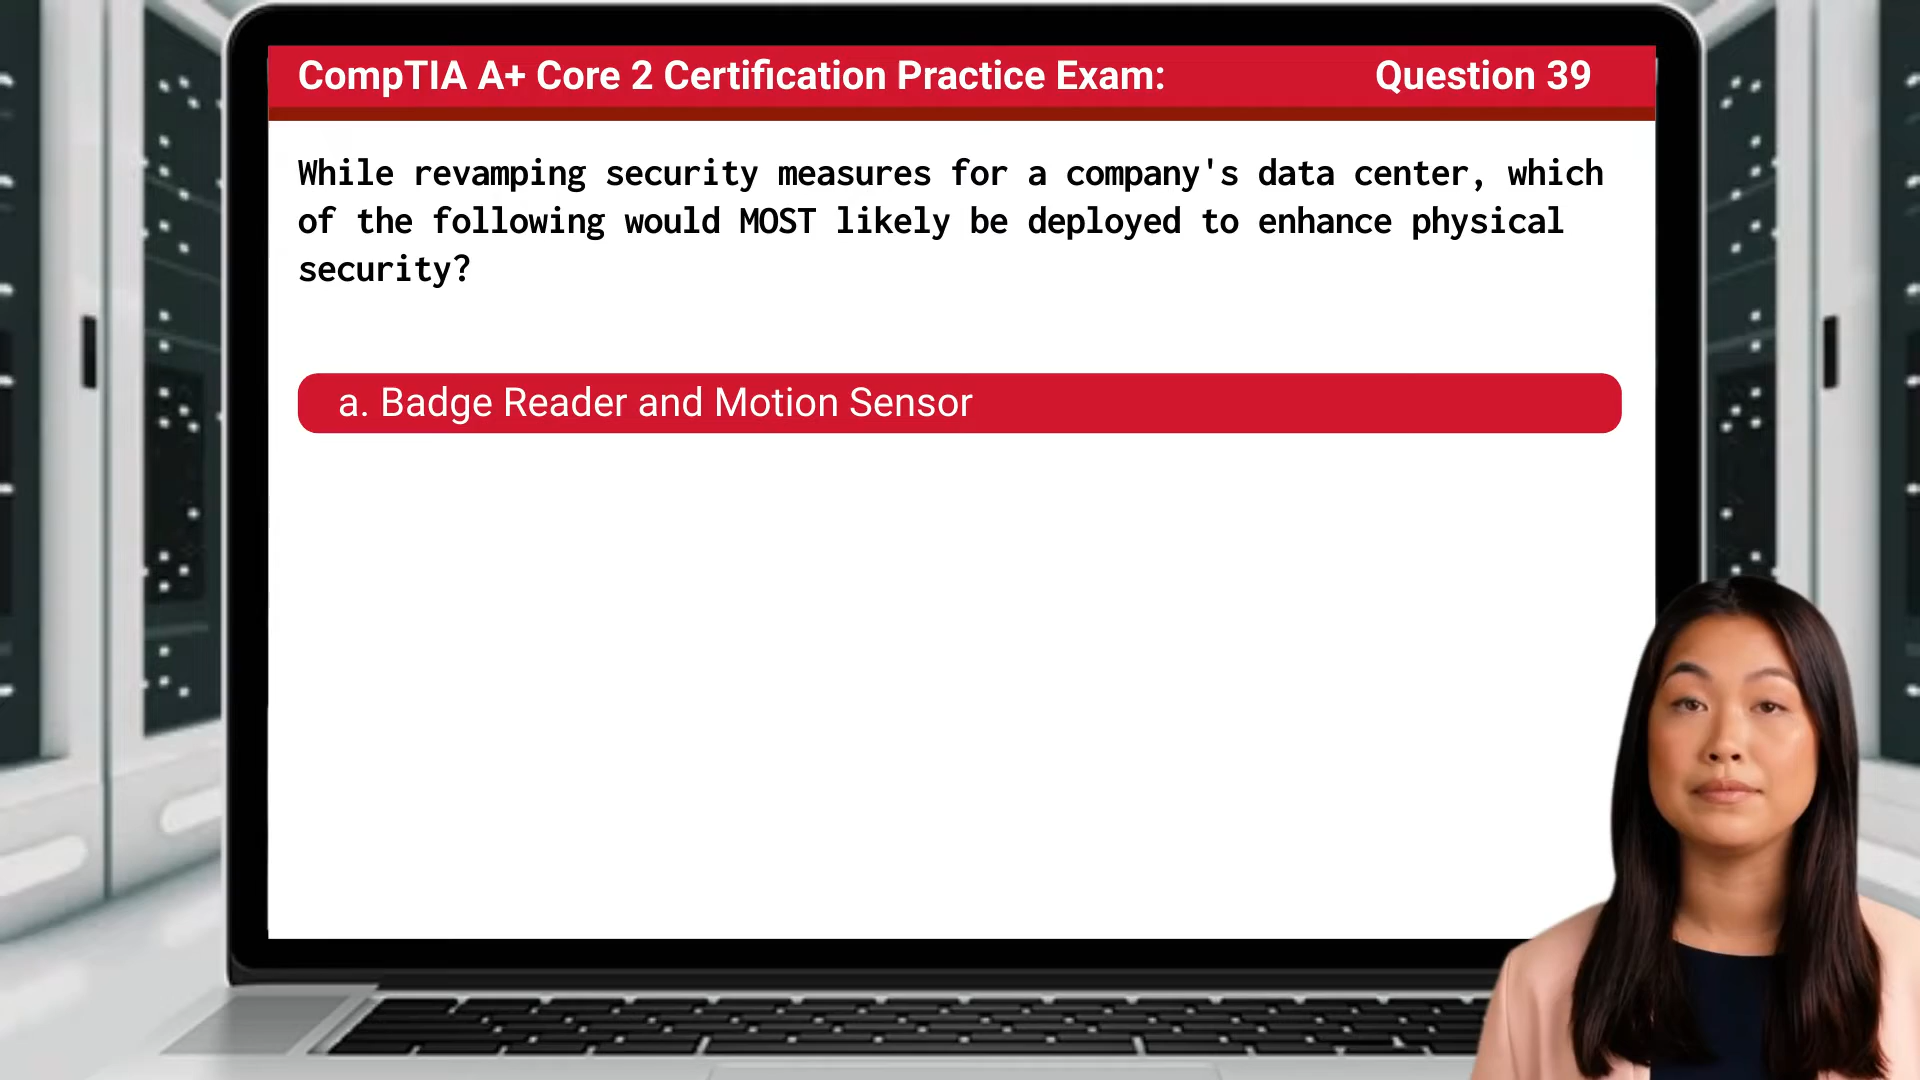 CompTIA A+ Core 2 Certification Practice Exam:
Question 39
While revamping security measures for a company's data center, which
of the following would MOST likely be deployed to enhance physical
security?
a. Badge Reader and Motion Sensor